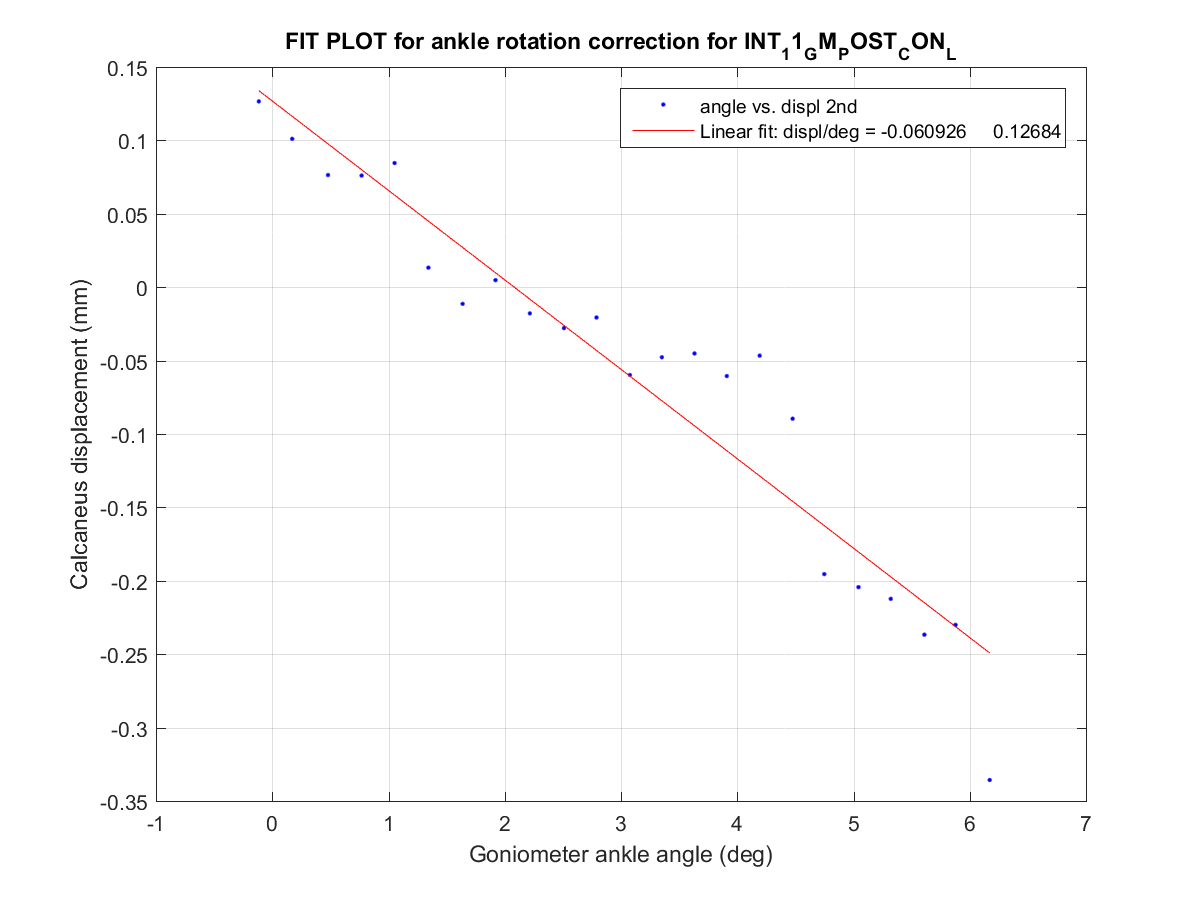 FIT PLOT for ankle rotation correction for INT₁1_GM_POST_CON_L
angle vs. displ 2nd
Linear fit: displ/deg = -0.060926 0.12684
0.15
0.1
0.05
0
-0.05
-0.1
-0.15
-0.2
-0.25
-0.3
-0.35
Calcaneus displacement (mm)
-1 0 1 2 3 4 5 6 7
Goniometer ankle angle (deg)